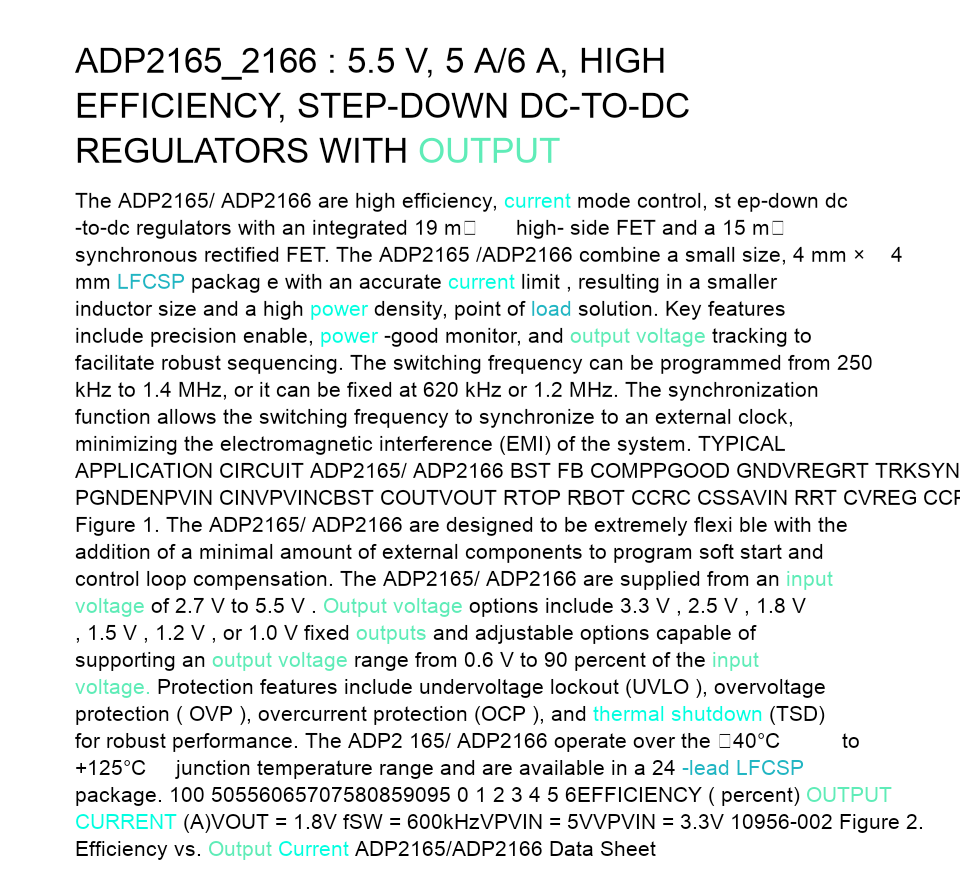 ADP2165_2166 : 5.5 V, 5 A/6 A, HIGH
EFFICIENCY, STEP-DOWN DC-TO-DC
REGULATORS WITH OUTPUT
The ADP2165/ ADP2166 are high efficiency, current mode control, st ep-down dc
-to-dc regulators with an integrated 19 m□ high- side FET and a 15 m□
synchronous rectified FET. The ADP2165 /ADP2166 combine a small size, 4 mm × 4
mm LFCSP packag e with an accurate current limit , resulting in a smaller
inductor size and a high power density, point of load solution. Key features
include precision enable, power -good monitor, and output voltage tracking to
facilitate robust sequencing. The switching frequency can be programmed from 250
kHz to 1.4 MHz, or it can be fixed at 620 kHz or 1.2 MHz. The synchronization
function allows the switching frequency to synchronize to an external clock,
minimizing the electromagnetic interference (EMI) of the system. TYPICAL
APPLICATION CIRCUIT ADP2165/ ADP2166 BST FB COMPPGOOD GNDVREGRT TRKSYN
PGNDENPVIN CINVPVINCBST COUTVOUT RTOP RBOT CCRC CSSAVIN RRT CVREG CCP
Figure 1. The ADP2165/ ADP2166 are designed to be extremely flexi ble with the
addition of a minimal amount of external components to program soft start and
control loop compensation. The ADP2165/ ADP2166 are supplied from an input
voltage of 2.7 V to 5.5 V . Output voltage options include 3.3 V , 2.5 V , 1.8 V
, 1.5 V , 1.2 V , or 1.0 V fixed outputs and adjustable options capable of
supporting an output voltage range from 0.6 V to 90 percent of the input
voltage. Protection features include undervoltage lockout (UVLO ), overvoltage
protection ( OVP ), overcurrent protection (OCP ), and thermal shutdown (TSD)
for robust performance. The ADP2 165/ ADP2166 operate over the □40°C to
+125°C junction temperature range and are available in a 24 -lead LFCSP
package. 100 50556065707580859095 0 1 2 3 4 5 6EFFICIENCY ( percent) OUTPUT
CURRENT (A)VOUT = 1.8V fSW = 600kHzVPVIN = 5VVPVIN = 3.3V 10956-002 Figure 2.
Efficiency vs. Output Current ADP2165/ADP2166 Data Sheet